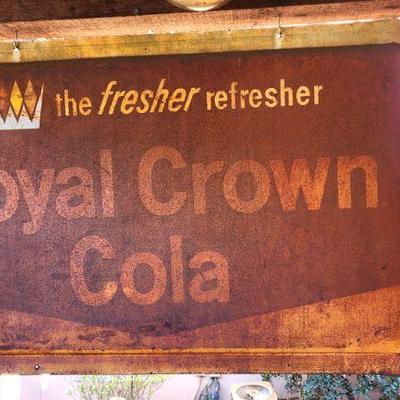 the fresher refresher
oyal Crown
Cola